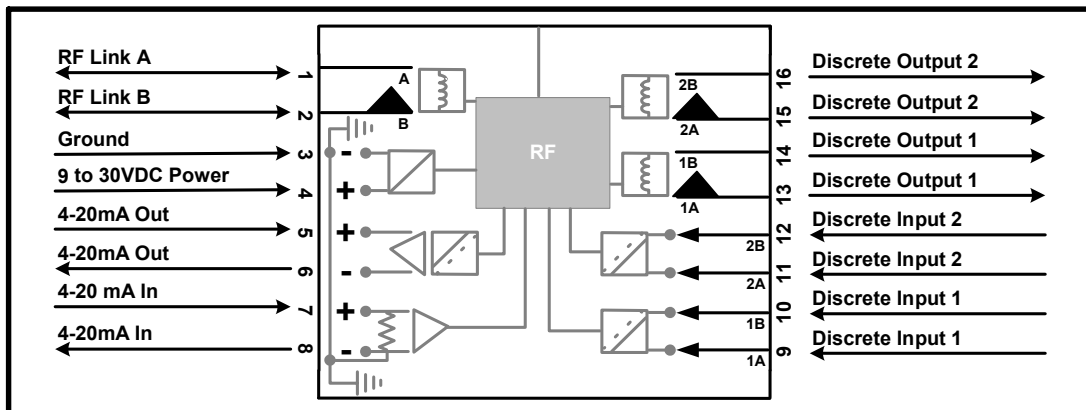 RF Link A
RF Link B
Ground
9 to 30VDC Power
4-20mA Out
4-20mA Out
4-20 mA In
4-20mA In
1
2
3
4
5
6
7
8
A
B
-
+
+
-
+
-
RF
2B
2A
1B
1A
2B
2A
1B
1A
16
15
14
13
12
11
10
9
Discrete Output 2
Discrete Output 2
Discrete Output 1
Discrete Output 1
Discrete Input 2
Discrete Input 2
Discrete Input 1
Discrete Input 1